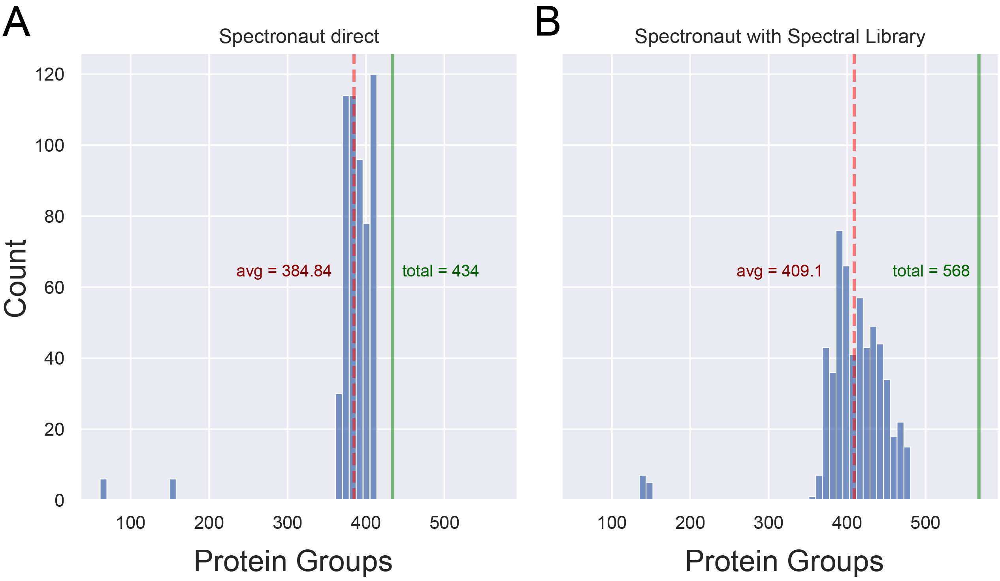 A
B
Spectronaut direct
Spectronaut with Spectral Library
120
100
80
60
40
20
0
Count
avg = 384.84
total = 434
avg = 409.1
total = 568
100 200 300 400 500
100 200 300 400 500
Protein Groups
Protein Groups